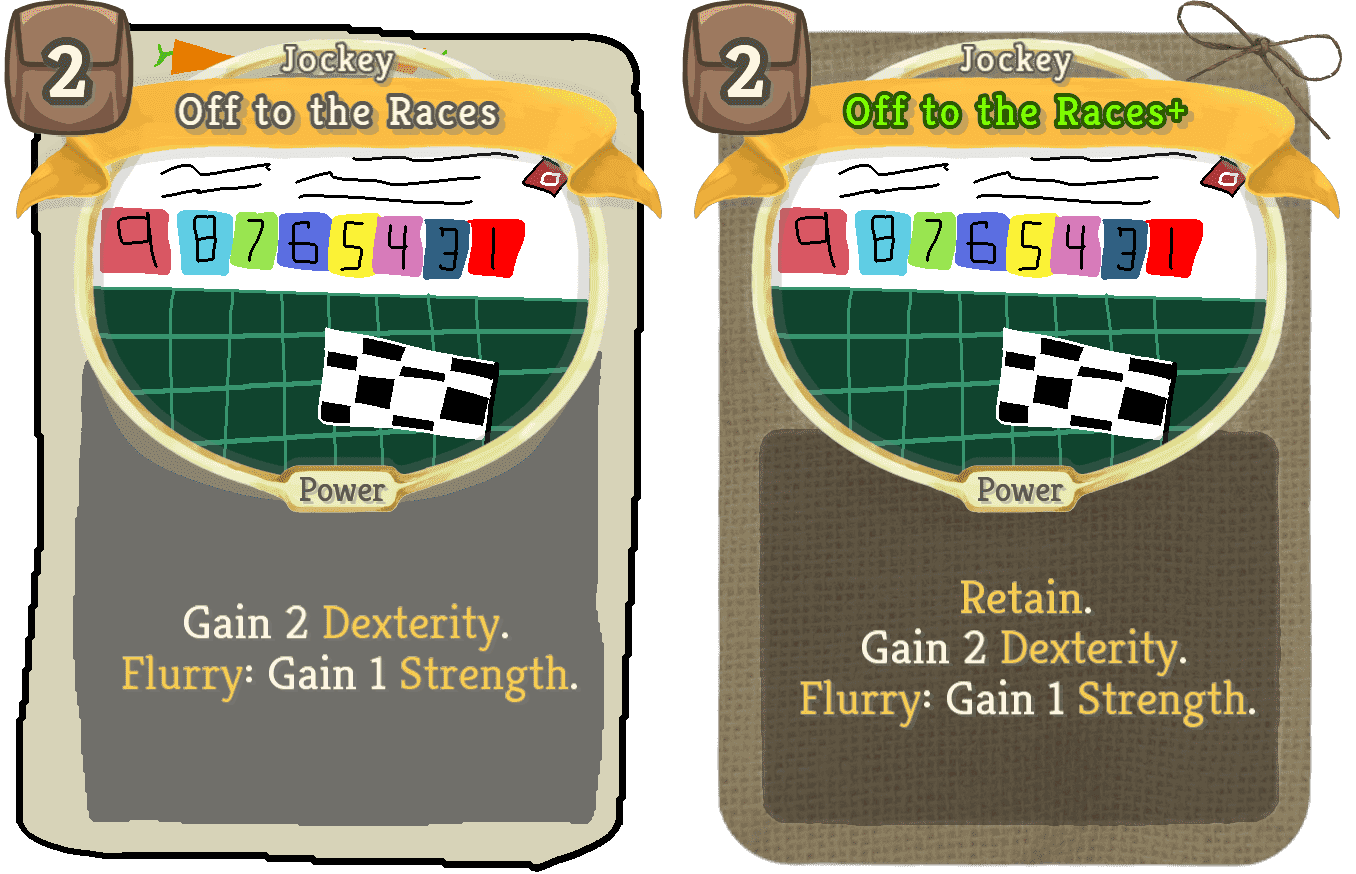 2
Jockey
Off to the Races
9 8 7 6 5 4 3 1
Power
Gain 2 Dexterity.
Flurry: Gain 1 Strength.
2
Jockey
Off to the Races+
9 8 7 6 5 4 3 1
Power
Retain.
Gain 2 Dexterity.
Flurry: Gain 1 Strength.